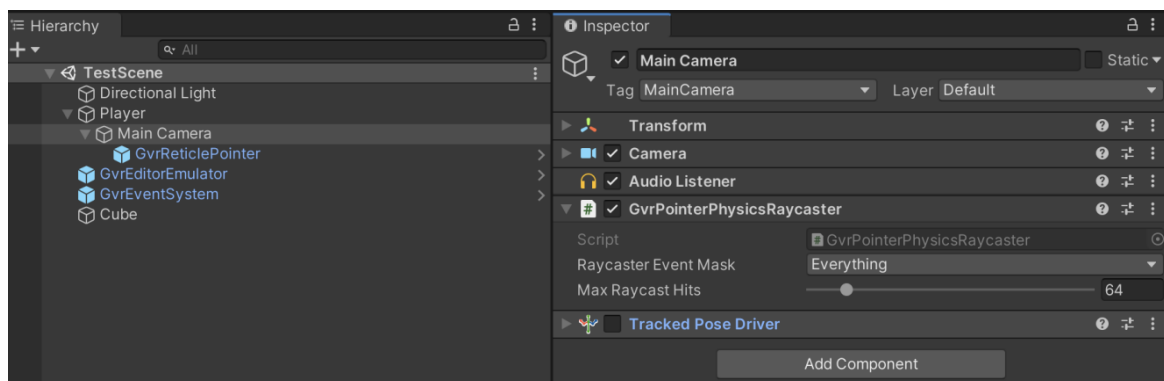 Hierarchy
All
TestScene
Directional Light
Player
Main Camera
GvrReticlePointer
GvrEditorEmulator
GvrEventSystem
Cube
Inspector
Main Camera
Static
Tag MainCamera Layer Default
Transform
Camera
Audio Listener
# GvrPointerPhysicsRaycaster
Script # GvrPointerPhysicsRaycaster
Raycaster Event Mask Everything
Max Raycast Hits 64
Tracked Pose Driver
Add Component